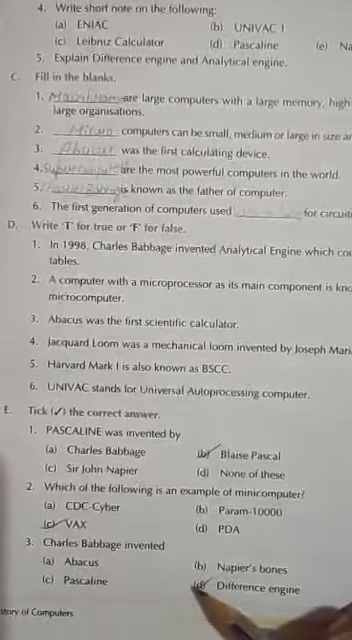 4. Write short note on the following:
(a) ENIAC (b) UNIVAC I
(c) Leibniz Calculator (d) Pascaline (e) Na
5. Explain Difference engine and Analytical engine.
C. Fill in the blanks.
1. Mainframe are large computers with a large memory, high
large organisations.
2. Micro computers can be small, medium or large in size ar
3. Abacus was the first calculating device.
4. Supercomputer are the most powerful computers in the world.
5. Charles Babbage is known as the father of computer.
6. The first generation of computers used ________ for circuit
D. Write 'T' for true or 'F' for false.
1. In 1998, Charles Babbage invented Analytical Engine which cou
tables.
2. A computer with a microprocessor as its main component is kno
microcomputer.
3. Abacus was the first scientific calculator.
4. Jacquard Loom was a mechanical loom invented by Joseph Mari
5. Harvard Mark I is also known as BSCC.
6. UNIVAC stands for Universal Autoprocessing computer.
E. Tick (✓) the correct answer.
1. PASCALINE was invented by
(a) Charles Babbage (b) Blaise Pascal
(c) Sir John Napier (d) None of these
2. Which of the following is an example of minicomputer?
(a) CDC-Cyber (b) Param-10000
(c) VAX (d) PDA
3. Charles Babbage invented
(a) Abacus (b) Napier's bones
(c) Pascaline (d) Difference engine
story of Computers